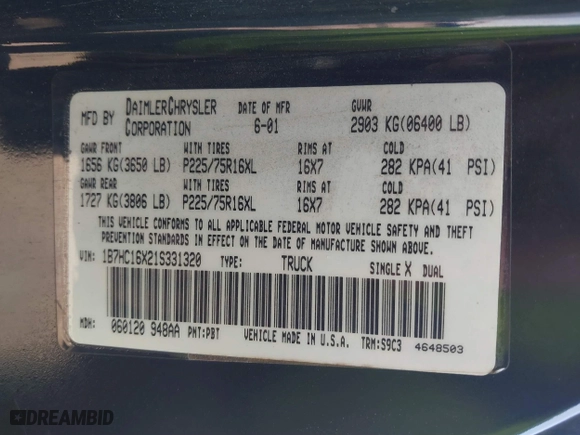 MFD BY DAIMLERCHRYSLER CORPORATION DATE OF MFR 6-01 GVWR 2903 KG(06400 LB)
GAWR FRONT WITH TIRES RIMS AT COLD
1656 KG(3650 LB) P225/75R16XL 16X7 282 KPA(41 PSI)
GAWR REAR WITH TIRES RIMS AT COLD
1727 KG(3806 LB) P225/75R16XL 16X7 282 KPA(41 PSI)
THIS VEHICLE CONFORMS TO ALL APPLICABLE FEDERAL MOTOR VEHICLE SAFETY AND THEFT
PREVENTION STANDARDS IN EFFECT ON THE DATE OF MANUFACTURE SHOWN ABOVE.
VIN: 1B7HC16X21S331320 TYPE: TRUCK SINGLE X DUAL
MDH: 060120 948AA PNT:PBT VEHICLE MADE IN U.S.A. TRM:S9C3 4648503
DREAMBID